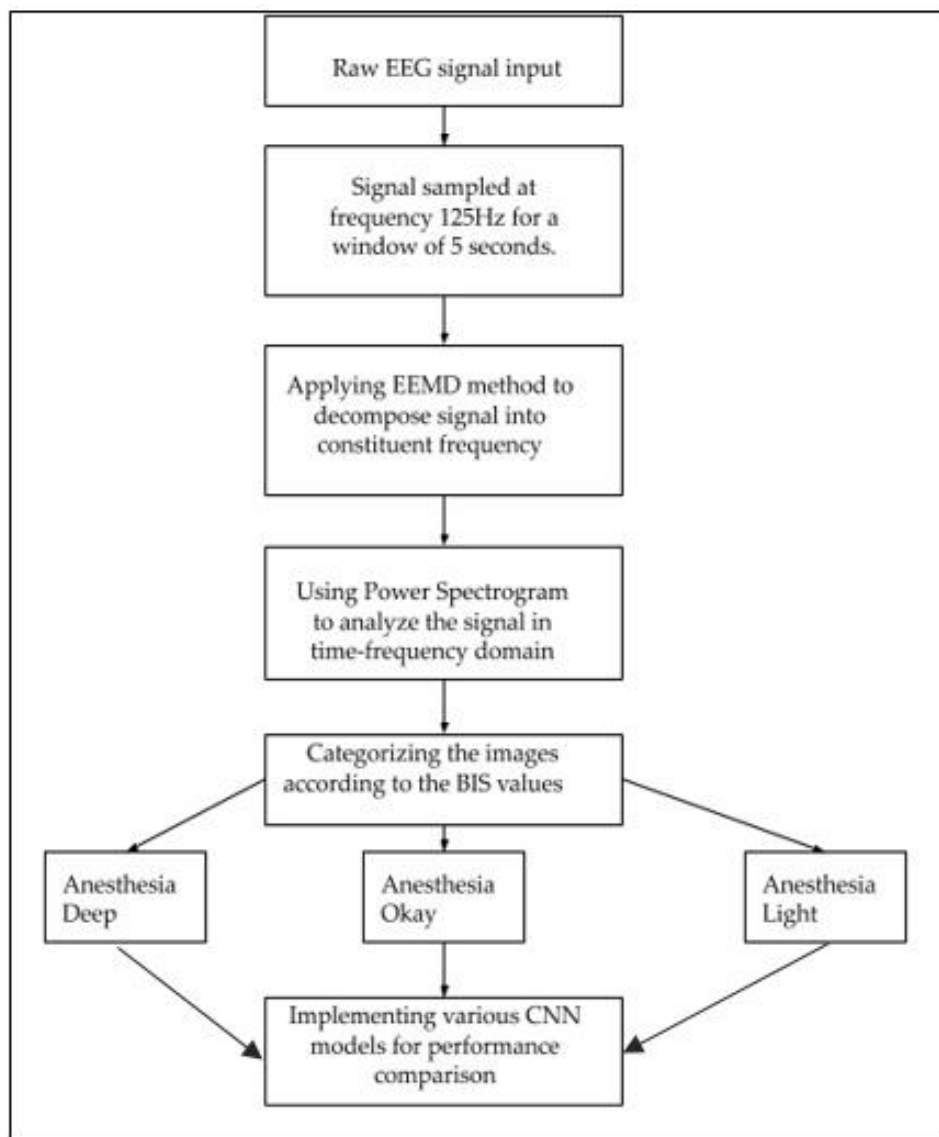 Raw EEG signal input
Signal sampled at
frequency 125Hz for a
window of 5 seconds.
Applying EEMD method to
decompose signal into
constituent frequency
Using Power Spectrogram
to analyze the signal in
time-frequency domain
Categorizing the images
according to the BIS values
Anesthesia
Deep
Anesthesia
Okay
Anesthesia
Light
Implementing various CNN
models for performance
comparison